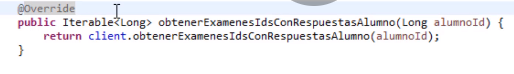 @Override
public Iterable<Long> obtenerExamenesIdsConRespuestasAlumno(Long alumnoId) {
return client.obtenerExamenesIdsConRespuestasAlumno(alumnoId);
}